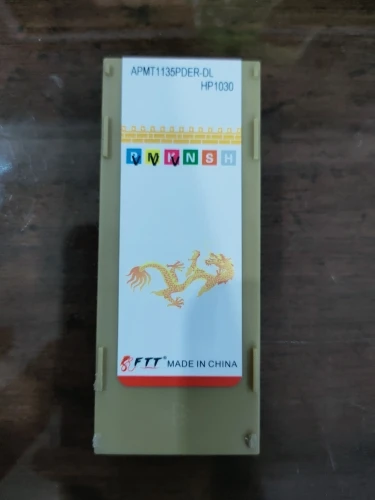 APMT1135PDER-DL
HP1030
P M K N S H
FTT® MADE IN CHINA